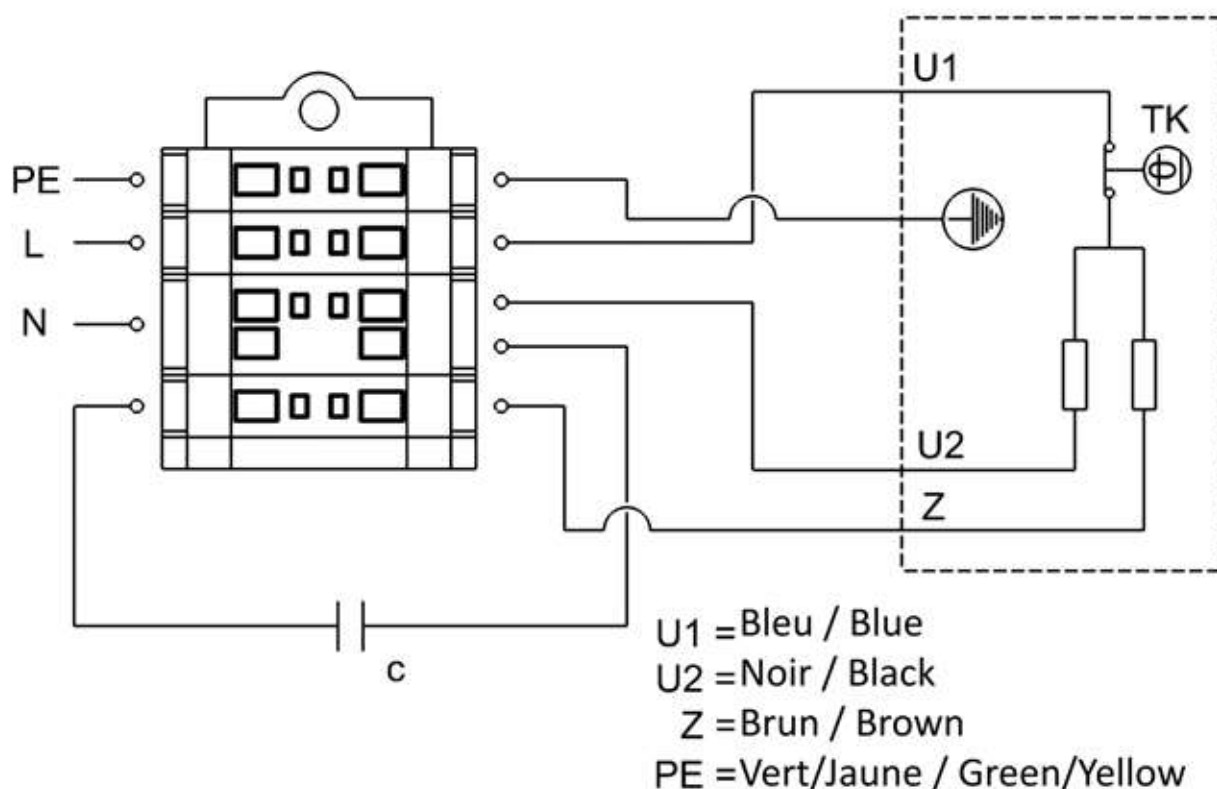 U1
TK
PE
L
N
U2
Z
c
U1 =Bleu / Blue
U2 =Noir / Black
Z =Brun / Brown
PE =Vert/Jaune / Green/Yellow